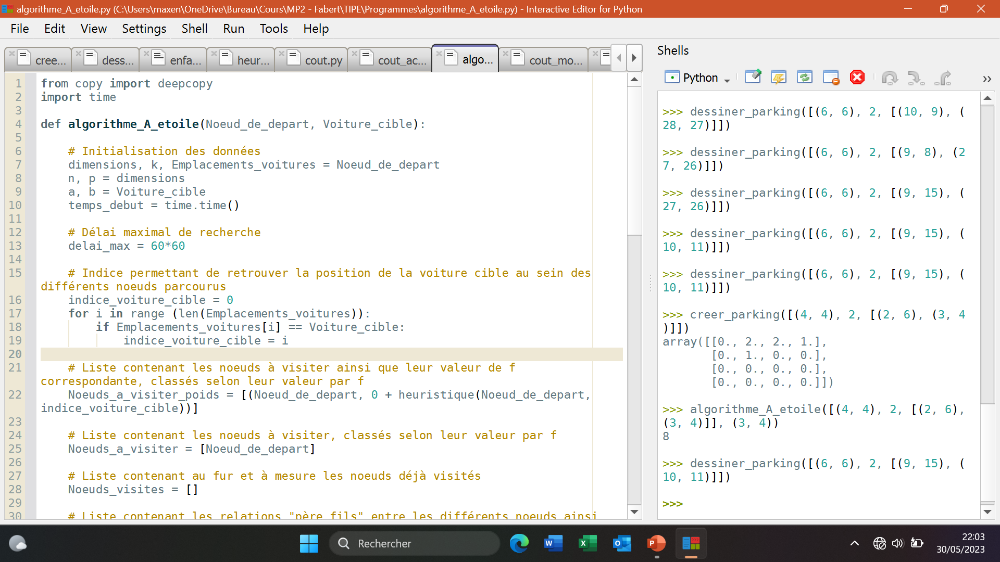 algorithme_A_etoile.py (C:\Users\maxen\OneDrive\Bureau\Cours\MP2 - Fabert\TIPE\Programmes\algorithme_A_etoile.py) - Interactive Editor for Python
File Edit View Settings Shell Run Tools Help
cree... dess... enfa... heur... cout.py cout_ac... algo... cout_mo...
1 from copy import deepcopy
2 import time
3
4 def algorithme_A_etoile(Noeud_de_depart, Voiture_cible):
5
6     # Initialisation des données
7     dimensions, k, Emplacements_voitures = Noeud_de_depart
8     n, p = dimensions
9     a, b = Voiture_cible
10     temps_debut = time.time()
11
12     # Délai maximal de recherche
13     delai_max = 60*60
14
15     # Indice permettant de retrouver la position de la voiture cible au sein des
différents noeuds parcourus
16     indice_voiture_cible = 0
17     for i in range (len(Emplacements_voitures)):
18         if Emplacements_voitures[i] == Voiture_cible:
19             indice_voiture_cible = i
20
21     # Liste contenant les noeuds à visiter ainsi que leur valeur de f
correspondante, classés selon leur valeur par f
22     Noeuds_a_visiter_poids = [(Noeud_de_depart, 0 + heuristique(Noeud_de_depart,
indice_voiture_cible))]
23
24     # Liste contenant les noeuds à visiter, classés selon leur valeur par f
25     Noeuds_a_visiter = [Noeud_de_depart]
26
27     # Liste contenant au fur et à mesure les noeuds déjà visités
28     Noeuds_visites = []
29
30     # Liste contenant les relations "père fils" entre les différents noeuds ainsi
Shells
Python
>>> dessiner_parking([(6, 6), 2, [(10, 9), (
28, 27)]])
>>> dessiner_parking([(6, 6), 2, [(9, 8), (2
7, 26)]])
>>> dessiner_parking([(6, 6), 2, [(9, 15), (
27, 26)]])
>>> dessiner_parking([(6, 6), 2, [(9, 15), (
10, 11)]])
>>> dessiner_parking([(6, 6), 2, [(9, 15), (
10, 11)]])
>>> creer_parking([(4, 4), 2, [(2, 6), (3, 4
)]])
array([[0., 2., 2., 1.],
       [0., 1., 0., 0.],
       [0., 0., 0., 0.],
       [0., 0., 0., 0.]])
>>> algorithme_A_etoile([(4, 4), 2, [(2, 6),
(3, 4)]], (3, 4))
8
>>> dessiner_parking([(6, 6), 2, [(9, 15), (
10, 11)]])
>>>
Rechercher
22:03
30/05/2023